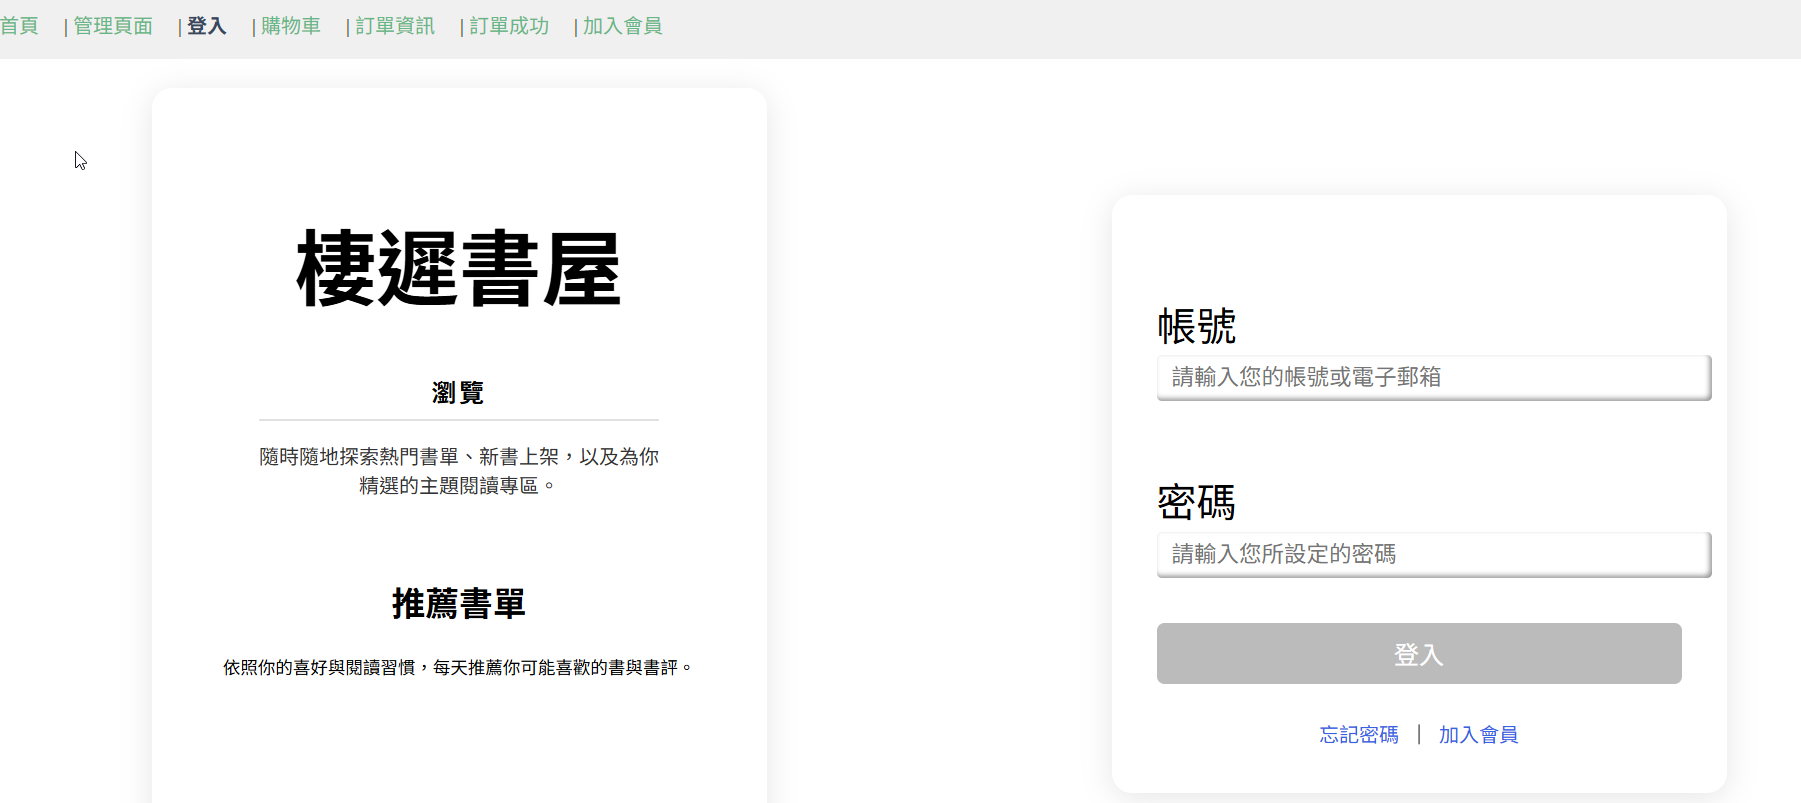 首頁 | 管理頁面 | 登入 | 購物車 | 訂單資訊 | 訂單成功 | 加入會員
棲遲書屋
瀏覽
隨時隨地探索熱門書單、新書上架，以及為你
精選的主題閱讀專區。
推薦書單
依照你的喜好與閱讀習慣，每天推薦你可能喜歡的書與書評。
帳號
請輸入您的帳號或電子郵箱
密碼
請輸入您所設定的密碼
登入
忘記密碼 | 加入會員